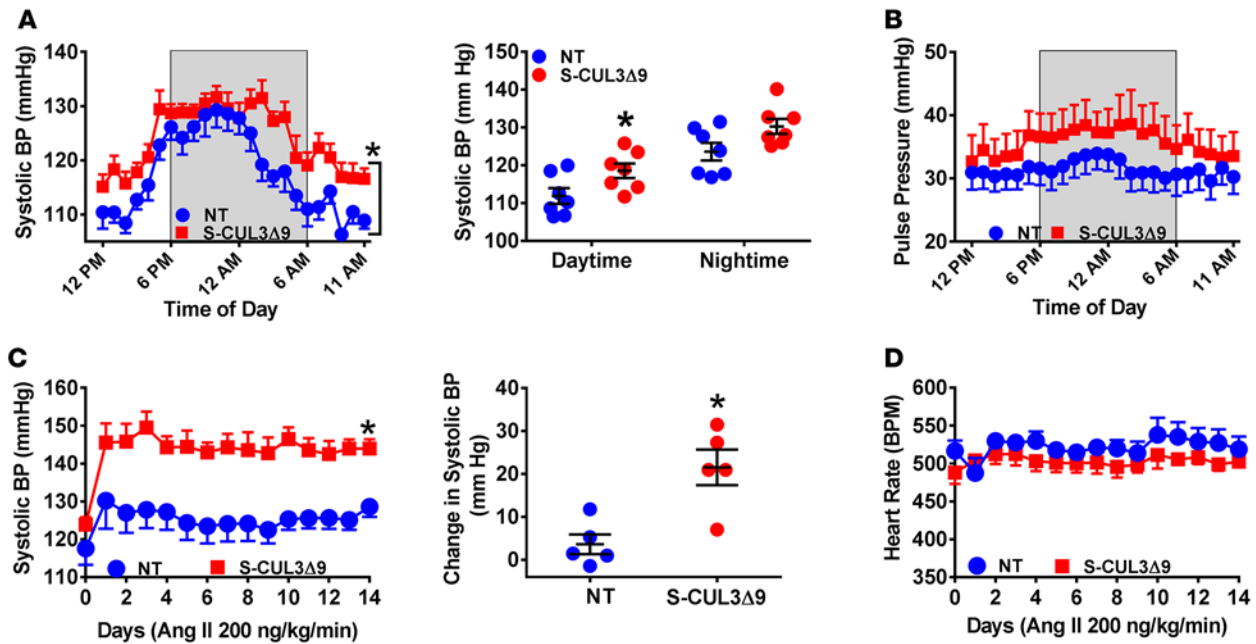 A
Systolic BP (mmHg)
140
130
120
110
NT
S-CUL3Δ9
*
12 PM
6 PM
12 AM
6 AM
11 AM
Time of Day
Systolic BP (mm Hg)
150
140
130
120
110
100
NT
S-CUL3Δ9
*
Daytime
Nightime
B
Pulse Pressure (mmHg)
50
40
30
20
NT
S-CUL3Δ9
12 PM
6 PM
12 AM
6 AM
11 AM
Time of Day
C
Systolic BP (mmHg)
160
150
140
130
120
110
*
NT
S-CUL3Δ9
0 2 4 6 8 10 12 14
Days (Ang II 200 ng/kg/min)
Change in Systolic BP
(mm Hg)
40
30
20
10
0
*
NT
S-CUL3Δ9
D
Heart Rate (BPM)
600
550
500
450
400
350
NT
S-CUL3Δ9
0 2 4 6 8 10 12 14
Days (Ang II 200 ng/kg/min)